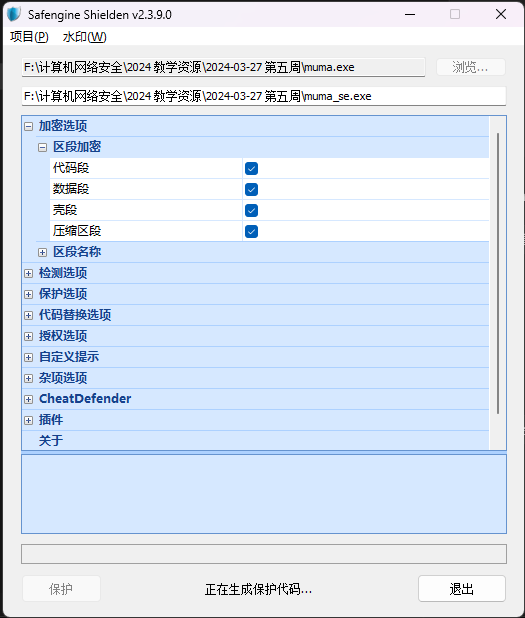 Safengine Shielden v2.3.9.0
项目(P) 水印(W)
F:\计算机网络安全\2024 教学资源\2024-03-27 第五周\muma.exe 浏览...
F:\计算机网络安全\2024 教学资源\2024-03-27 第五周\muma_se.exe
加密选项
区段加密
代码段
数据段
壳段
压缩区段
区段名称
检测选项
保护选项
代码替换选项
授权选项
自定义提示
杂项选项
CheatDefender
插件
关于
保护 正在生成保护代码... 退出